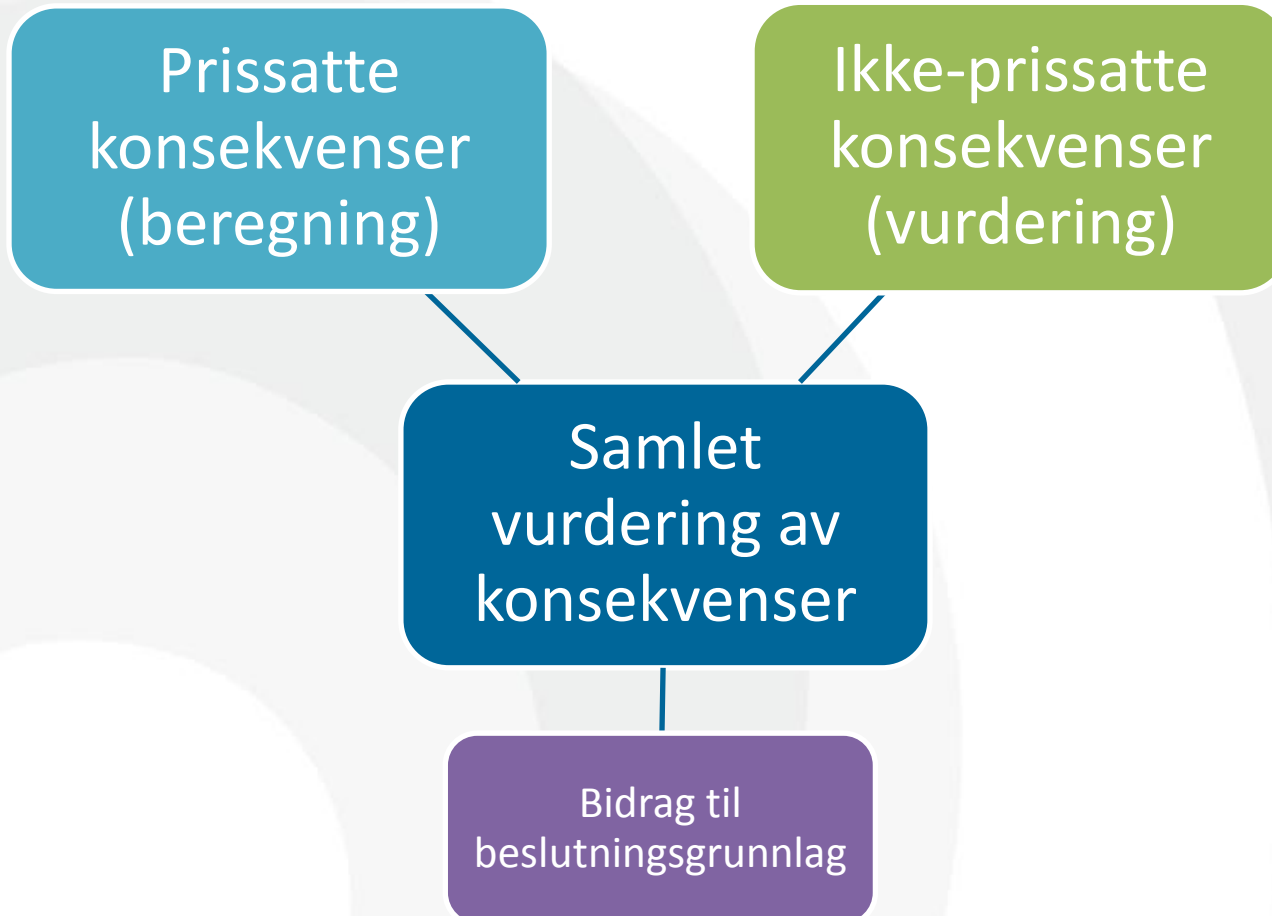 Prissatte
konsekvenser
(beregning)
Ikke-prissatte
konsekvenser
(vurdering)
Samlet
vurdering av
konsekvenser
Bidrag til
beslutningsgrunnlag